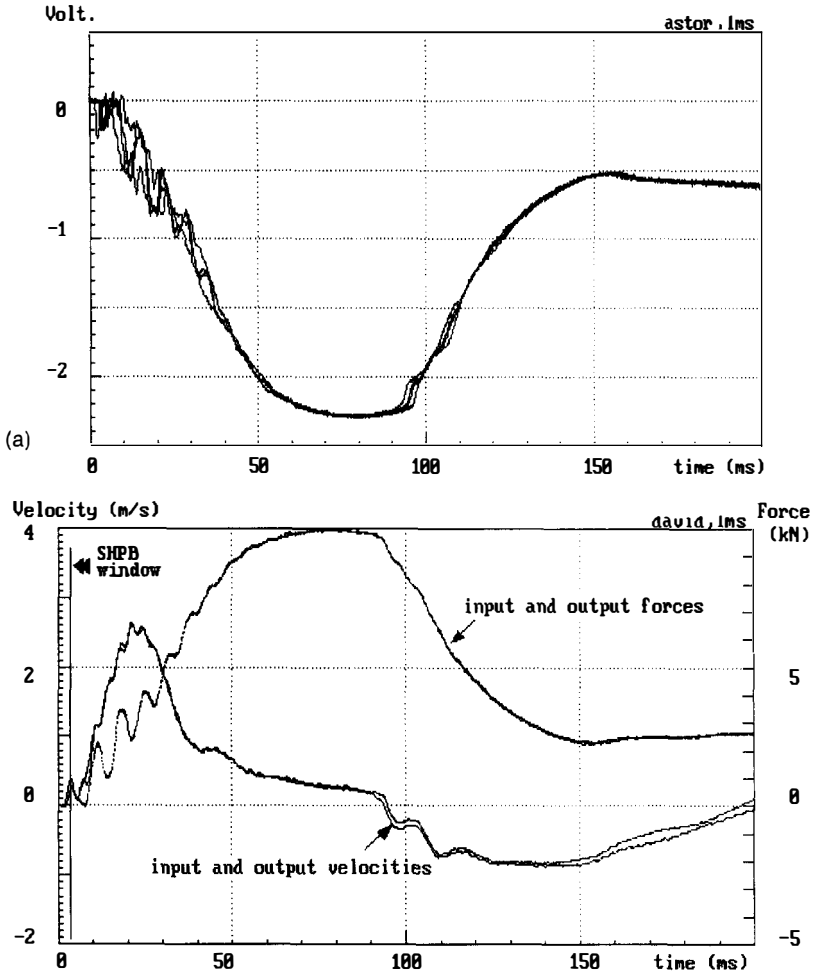 Volt.
astor.lms
0
-1
-2
(a)
0 50 100 150 time (ms)
Velocity (m/s)
david,lms Force
(kN)
4
SHPB
window
input and output forces
2 5
0 0
input and output velocities
-2 -5
0 50 100 150 time (ms)